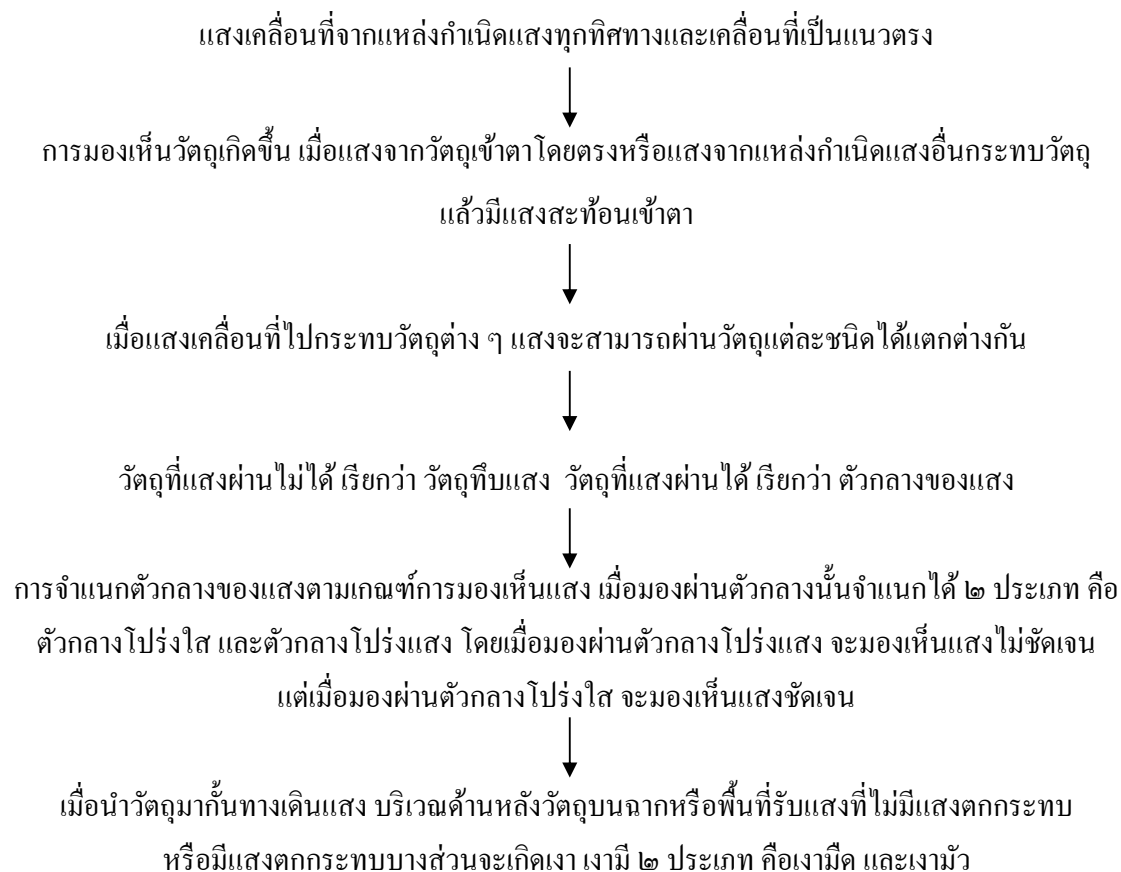 แสงเคลื่อนที่จากแหล่งกำเนิดแสงทุกทิศทางและเคลื่อนที่เป็นแนวตรง
การมองเห็นวัตถุเกิดขึ้น เมื่อแสงจากวัตถุเข้าตาโดยตรงหรือแสงจากแหล่งกำเนิดแสงอื่นกระทบวัตถุ
แล้วมีแสงสะท้อนเข้าตา
เมื่อแสงเคลื่อนที่ไปกระทบวัตถุต่าง ๆ แสงจะสามารถผ่านวัตถุแต่ละชนิดได้แตกต่างกัน
วัตถุที่แสงผ่านไม่ได้ เรียกว่า วัตถุทึบแสง วัตถุที่แสงผ่านได้ เรียกว่า ตัวกลางของแสง
การจำแนกตัวกลางของแสงตามเกณฑ์การมองเห็นแสง เมื่อมองผ่านตัวกลางนั้นจำแนกได้ ๒ ประเภท คือ
ตัวกลางโปร่งใส และตัวกลางโปร่งแสง โดยเมื่อมองผ่านตัวกลางโปร่งแสง จะมองเห็นแสงไม่ชัดเจน
แต่เมื่อมองผ่านตัวกลางโปร่งใส จะมองเห็นแสงชัดเจน
เมื่อนำวัตถุมากั้นทางเดินแสง บริเวณด้านหลังวัตถุบนฉากหรือพื้นที่รับแสงที่ไม่มีแสงตกกระทบ
หรือมีแสงตกกระทบบางส่วนจะเกิดเงา เงามี ๒ ประเภท คือเงามืด และเงามัว